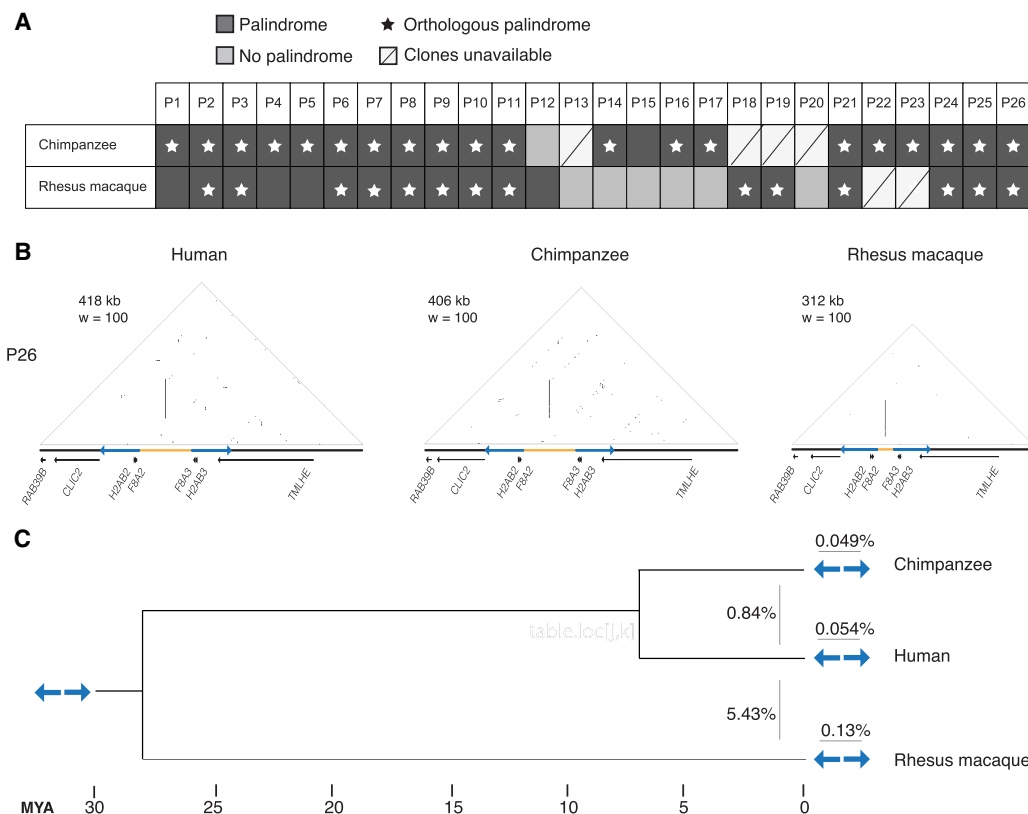 A
Palindrome
Orthologous palindrome
No palindrome
Clones unavailable
P1 P2 P3 P4 P5 P6 P7 P8 P9 P10 P11 P12 P13 P14 P15 P16 P17 P18 P19 P20 P21 P22 P23 P24 P25 P26
Chimpanzee
Rhesus macaque
B
Human
Chimpanzee
Rhesus macaque
418 kb
w = 100
406 kb
w = 100
312 kb
w = 100
P26
RAB39B CLIC2 H2AB2 F8A2 F8A3 H2AB3 TMLHE
RAB39B CLIC2 H2AB2 F8A2 F8A3 H2AB3 TMLHE
RAB39B CLIC2 H2AB2 F8A2 F8A3 H2AB3 TMLHE
C
0.049%
Chimpanzee
0.84%
table.loc[j,k]
0.054%
Human
5.43%
0.13%
Rhesus macaque
MYA 30 25 20 15 10 5 0